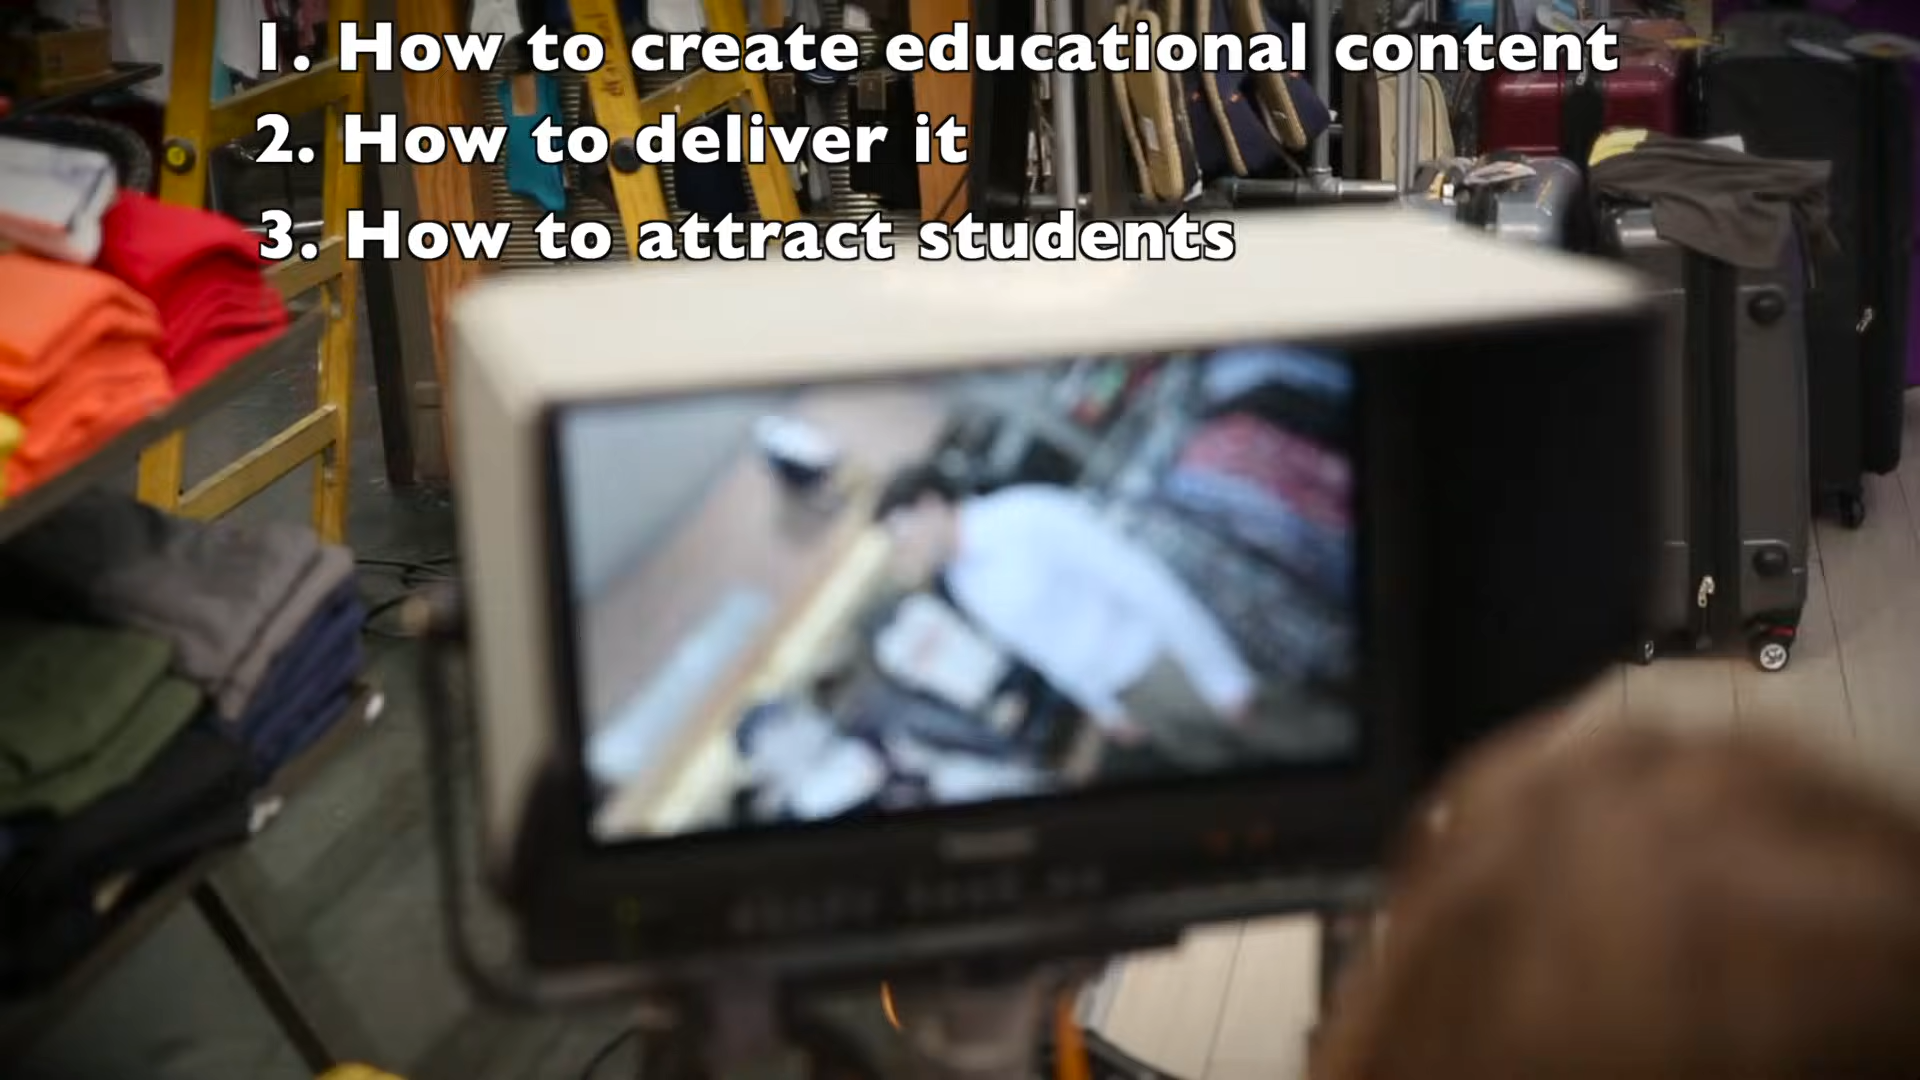 1. How to create educational content
2. How to deliver it
3. How to attract students